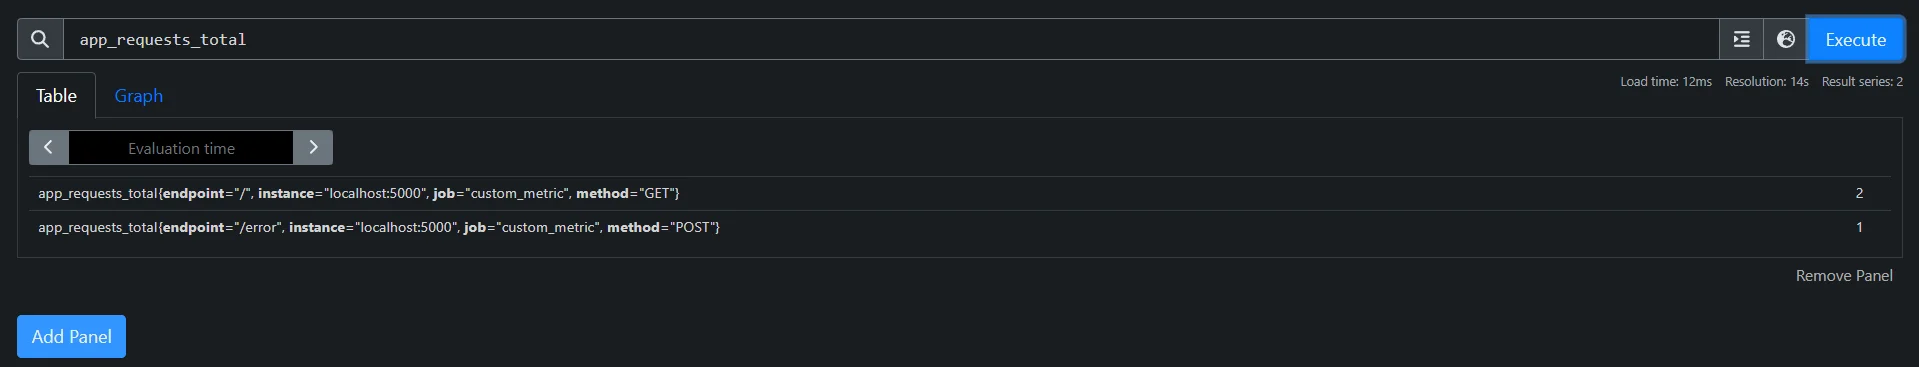 app_requests_total
Execute
Table
Graph
Load time: 12ms Resolution: 14s Result series: 2
Evaluation time
app_requests_total{endpoint="/", instance="localhost:5000", job="custom_metric", method="GET"} 2
app_requests_total{endpoint="/error", instance="localhost:5000", job="custom_metric", method="POST"} 1
Remove Panel
Add Panel